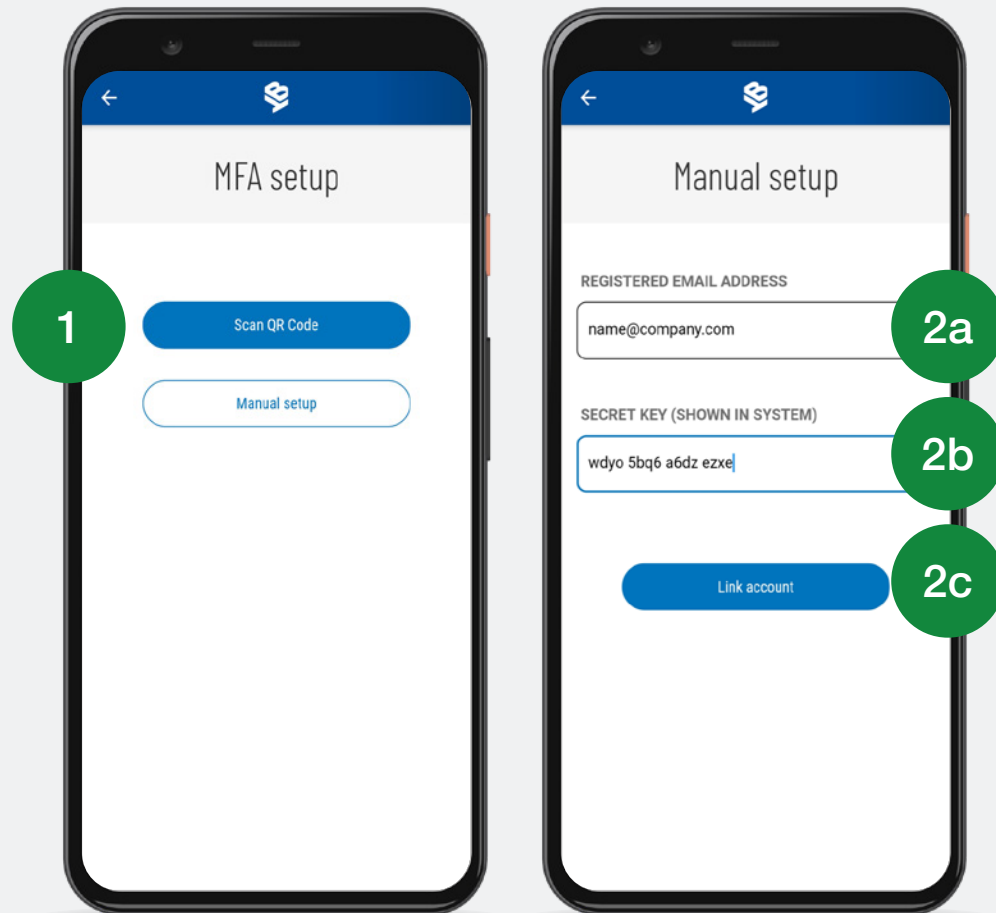 MFA setup
1
Scan QR Code
Manual setup
Manual setup
REGISTERED EMAIL ADDRESS
name@company.com
2a
SECRET KEY (SHOWN IN SYSTEM)
wdyo 5bq6 a6dz ezxe
2b
Link account
2c